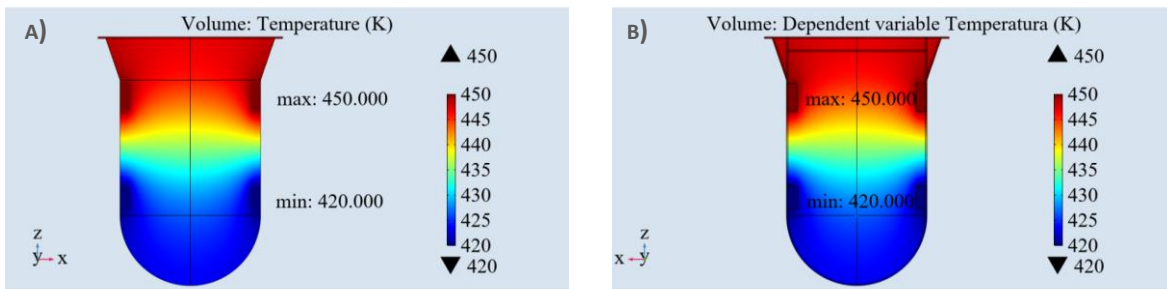 A)
Volume: Temperature (K)
450
450
max: 450.000
445
440
435
430
425
min: 420.000
420
420
z
y x
B)
Volume: Dependent variable Temperatura (K)
450
450
max: 450.000
445
440
435
430
425
min: 420.000
420
420
z
x y